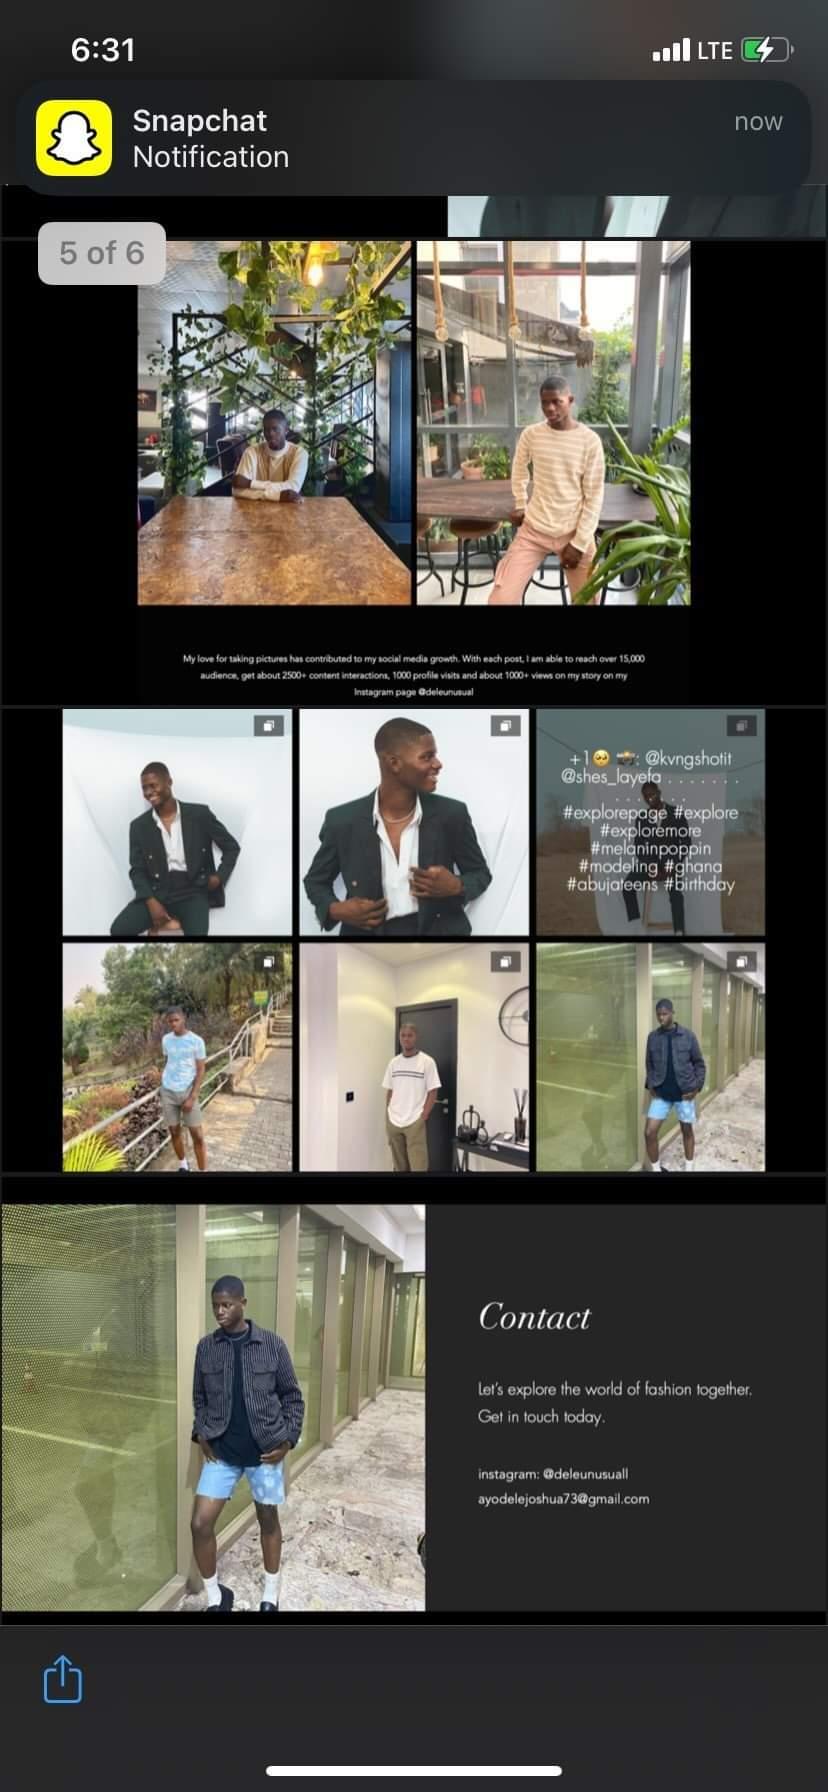 6:31
LTE
Snapchat
now
Notification
5 of 6
My love for taking pictures has contributed to my social media growth. With each post, I am able to reach over 15,000
audience, get about 2500+ content interactions, 1000 profile visits and about 1000+ views on my story on my
Instagram page @deleunusual
+1🥺 📸: @kvngshotit
@shes_layefa . . . . . . .
. . . . . .
#explorepage #explore
#exploremore
#melaninpoppin
#modeling #ghana
#abujateens #birthday
Contact
Let's explore the world of fashion together.
Get in touch today.
instagram: @deleunusuall
ayodelejoshua73@gmail.com